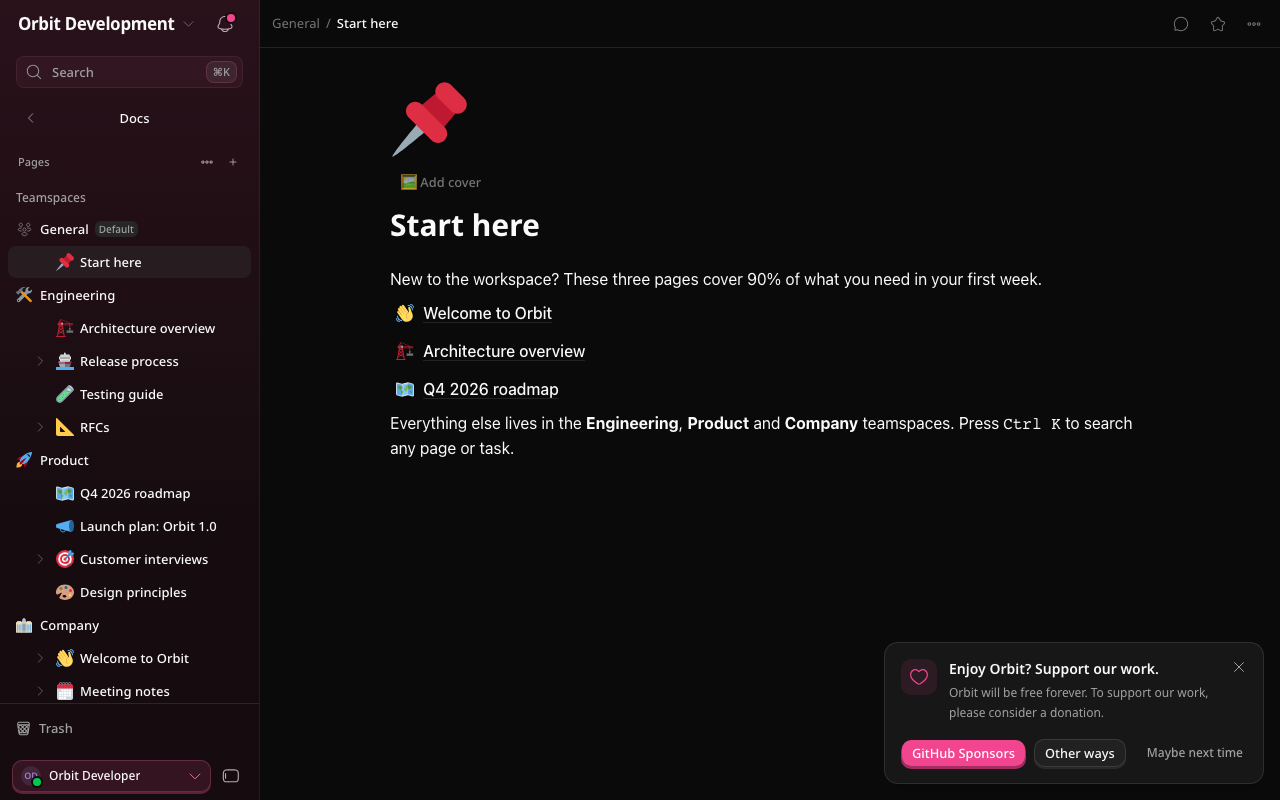 Orbit Development
Search ⌘K
Docs
Pages
Teamspaces
General Default
Start here
Engineering
Architecture overview
Release process
Testing guide
RFCs
Product
Q4 2026 roadmap
Launch plan: Orbit 1.0
Customer interviews
Design principles
Company
Welcome to Orbit
Meeting notes
Trash
OD Orbit Developer
General / Start here
Add cover
Start here
New to the workspace? These three pages cover 90% of what you need in your first week.
Welcome to Orbit
Architecture overview
Q4 2026 roadmap
Everything else lives in the Engineering, Product and Company teamspaces. Press Ctrl K to search
any page or task.
Enjoy Orbit? Support our work.
Orbit will be free forever. To support our work,
please consider a donation.
GitHub Sponsors Other ways Maybe next time